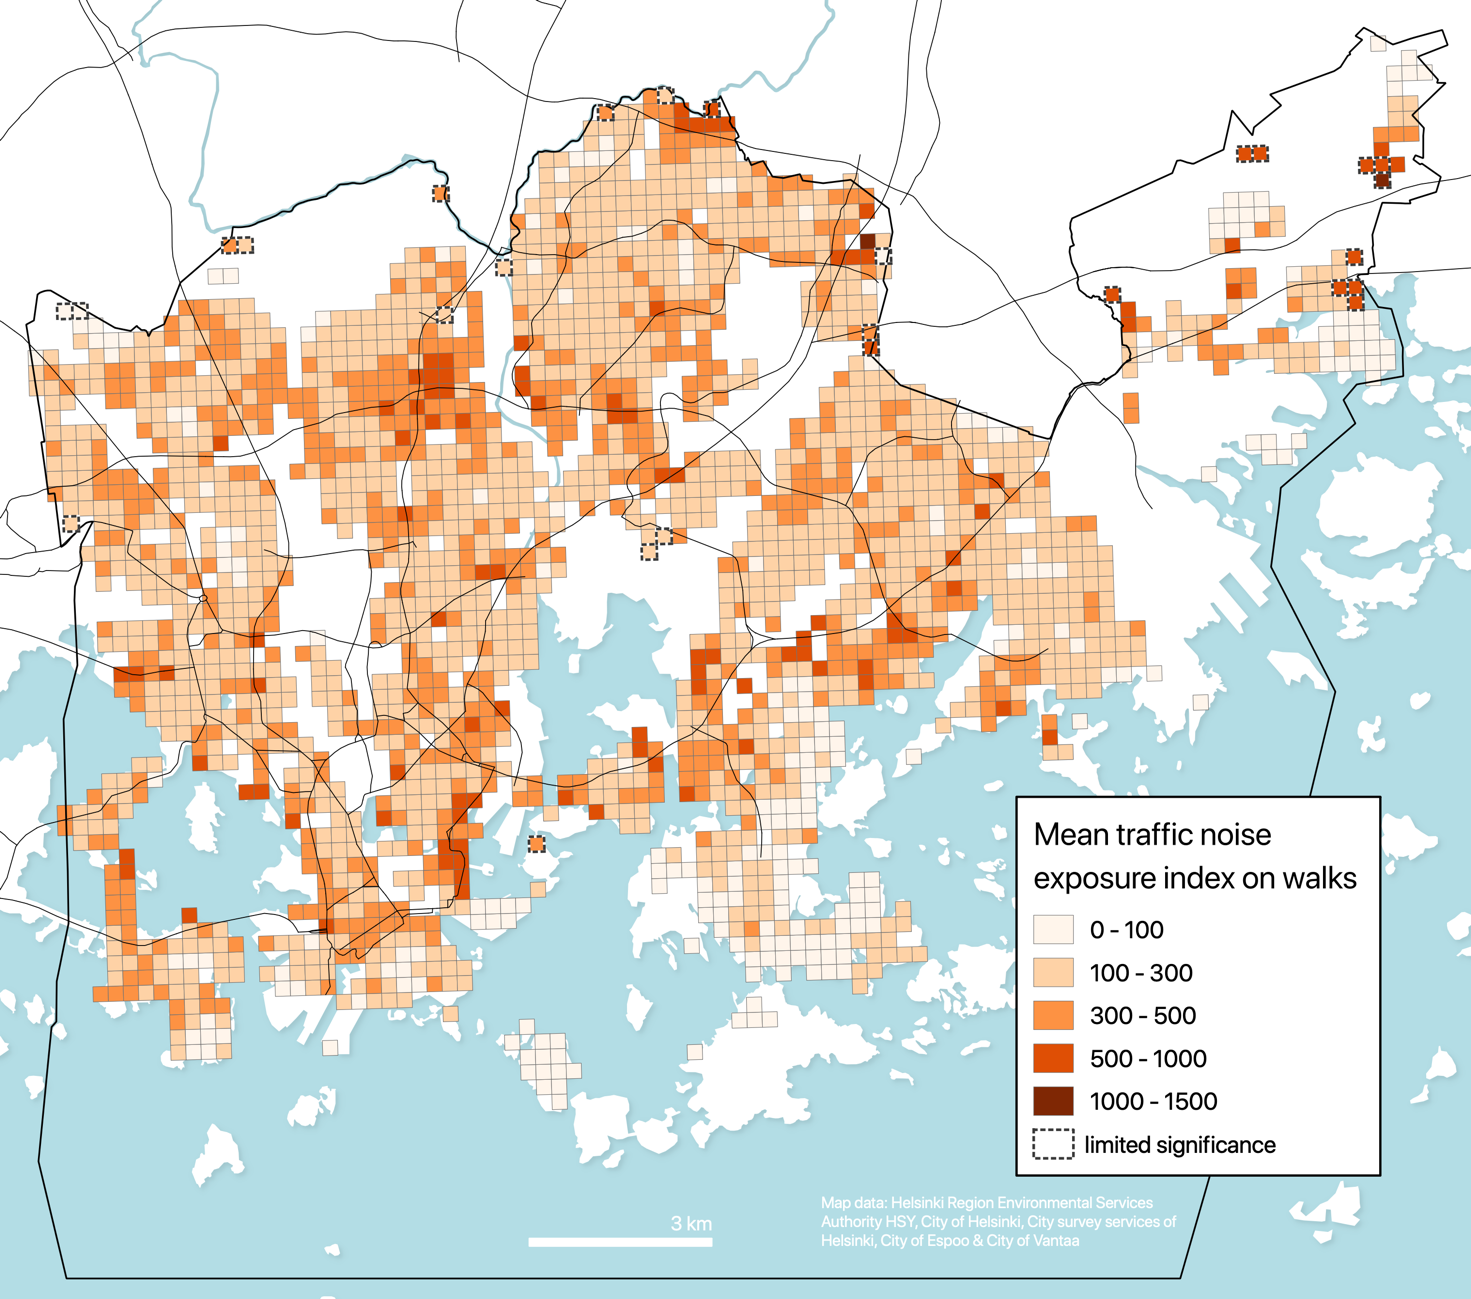 Mean traffic noise
exposure index on walks
0 - 100
100 - 300
300 - 500
500 - 1000
1000 - 1500
limited significance
3 km
Map data: Helsinki Region Environmental Services
Authority HSY, City of Helsinki, City survey services of
Helsinki, City of Espoo & City of Vantaa